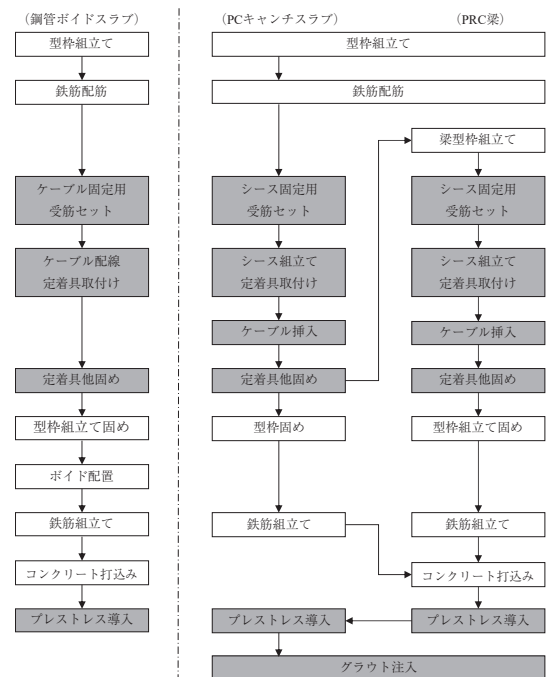 （鋼管ボイドスラブ）
型枠組立て
鉄筋配筋
ケーブル固定用
受筋セット
ケーブル配線
定着具取付け
定着具他固め
型枠組立て固め
ボイド配置
鉄筋組立て
コンクリート打込み
プレストレス導入
（PCキャンチスラブ）
（PRC梁）
型枠組立て
鉄筋配筋
シース固定用
受筋セット
シース組立て
定着具取付け
ケーブル挿入
定着具他固め
型枠固め
鉄筋組立て
梁型枠組立て
シース固定用
受筋セット
シース組立て
定着具取付け
ケーブル挿入
定着具他固め
型枠組立て固め
鉄筋組立て
コンクリート打込み
プレストレス導入
プレストレス導入
グラウト注入